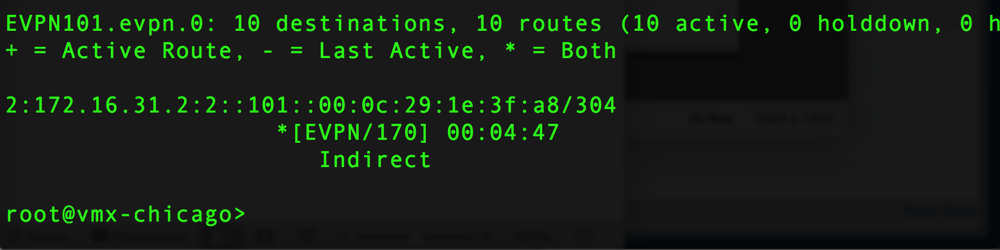 EVPN101.evpn.0: 10 destinations, 10 routes (10 active, 0 holddown, 0 h
+ = Active Route, - = Last Active, * = Both
2:172.16.31.2:2::101::00:0c:29:1e:3f:a8/304
*[EVPN/170] 00:04:47
Indirect
root@vmx-chicago>